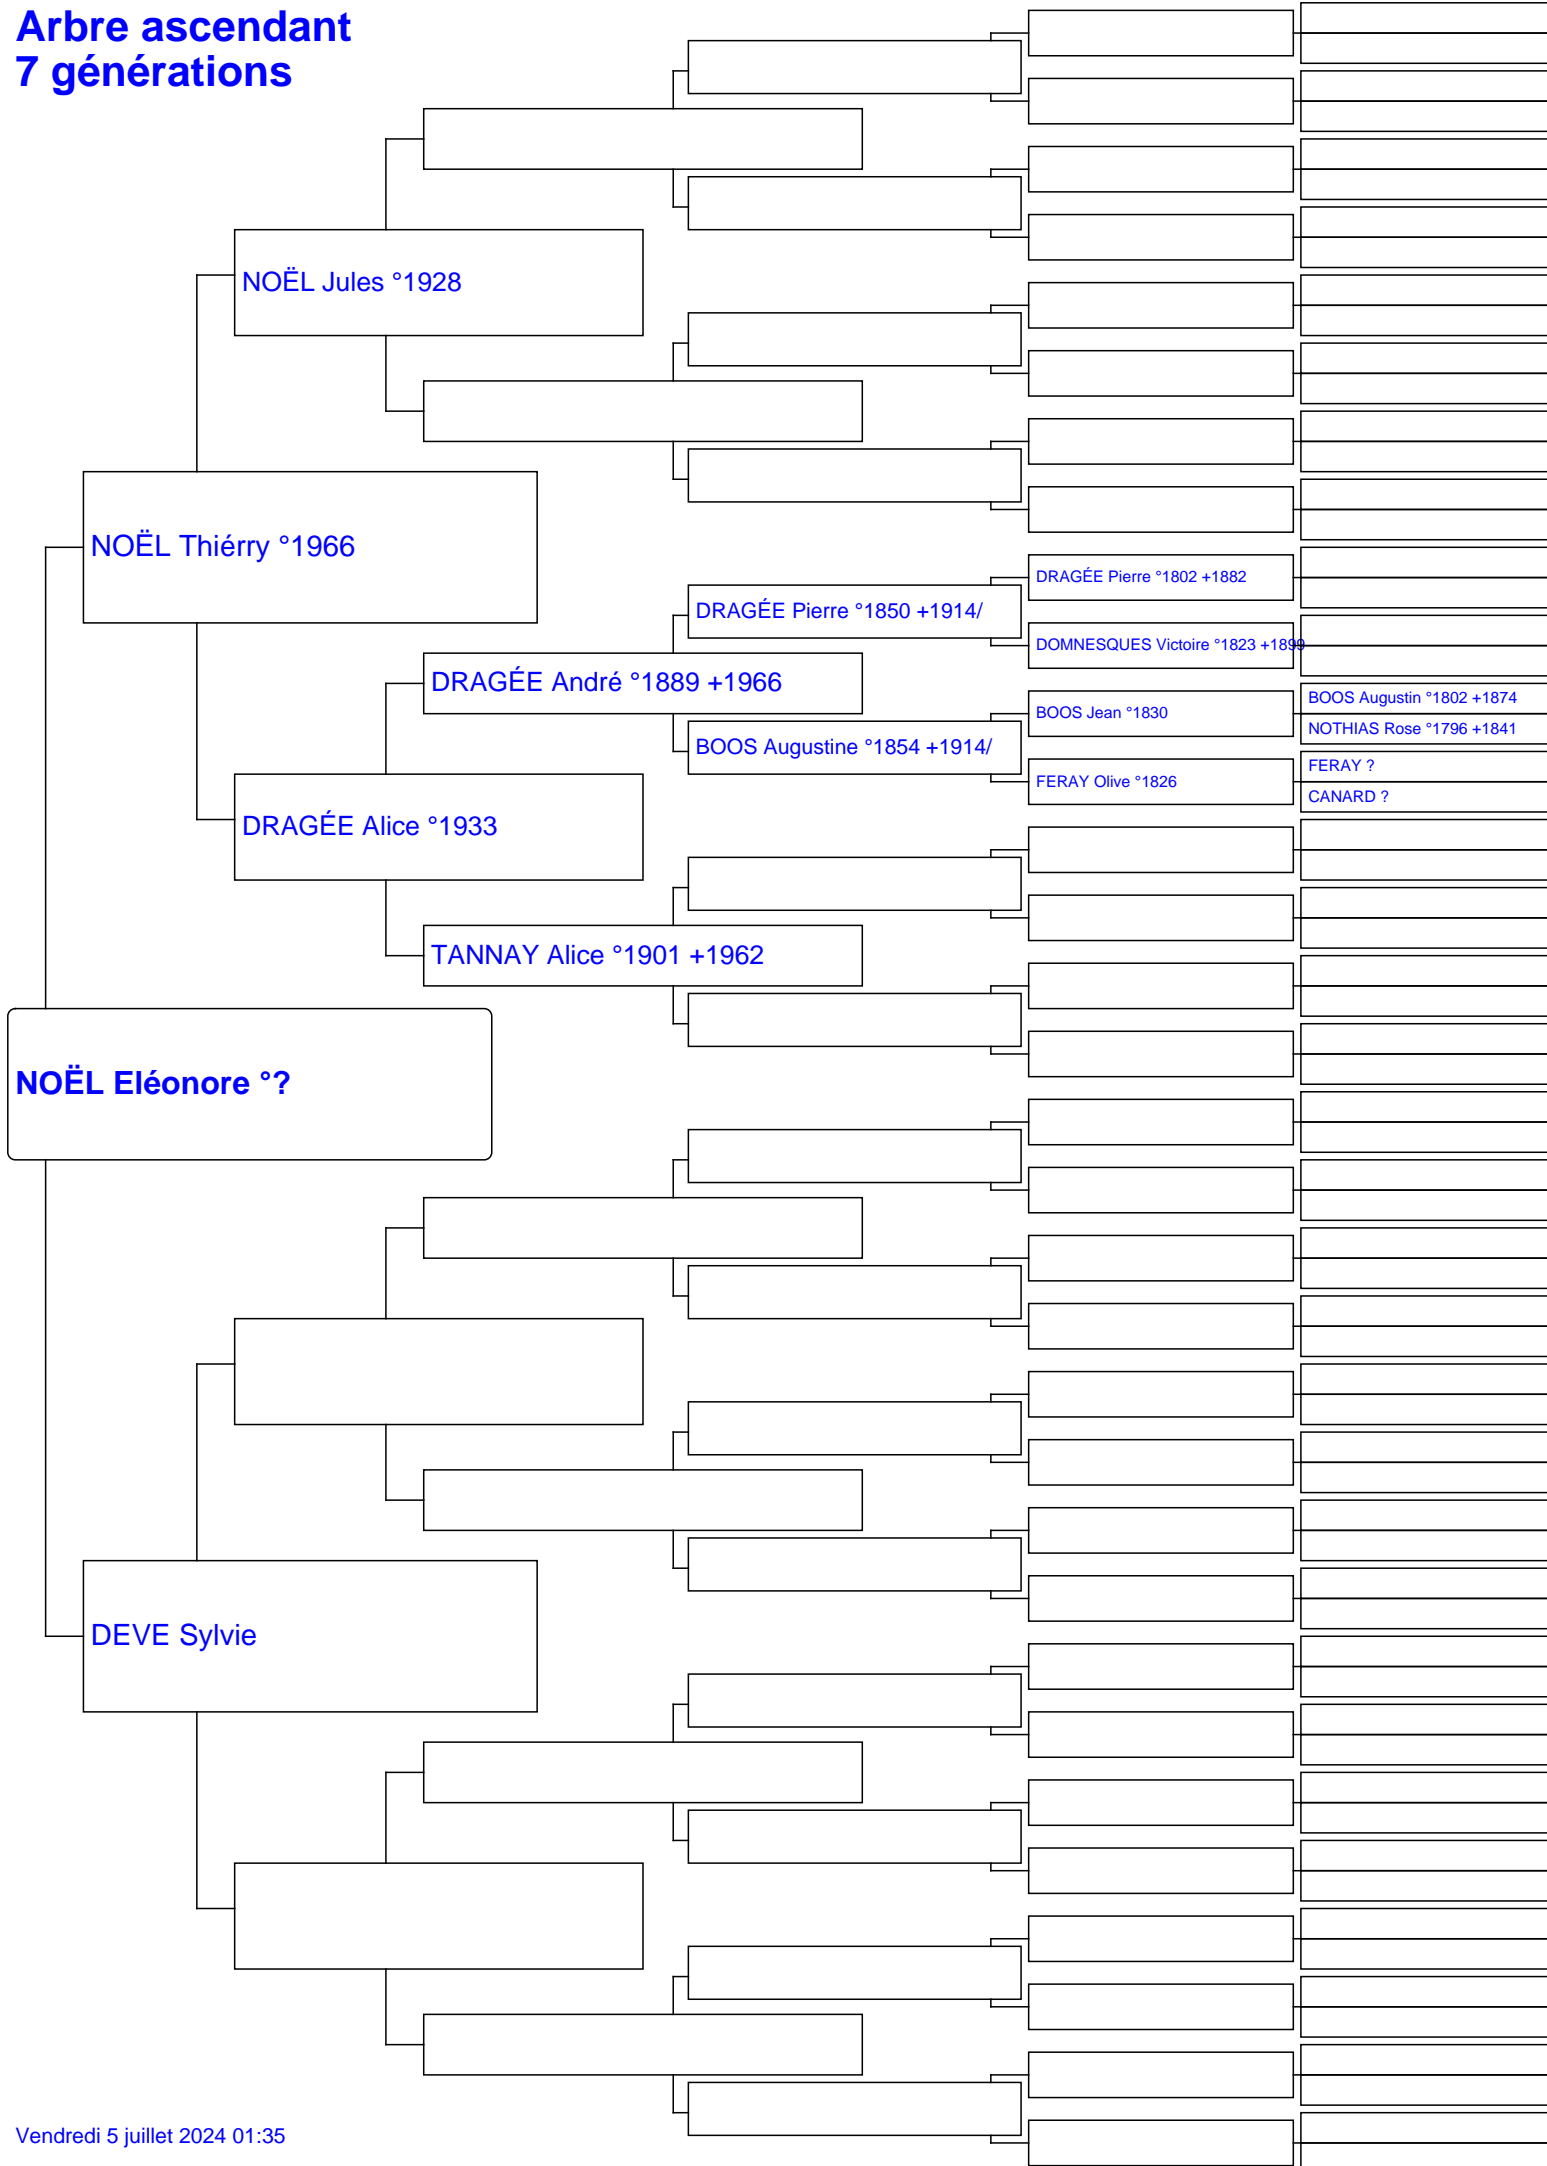 Arbre ascendant
7 générations
NOËL Jules °1928
NOËL Thiérry °1966
DRAGÉE Pierre °1802 +1882
DRAGÉE Pierre °1850 +1914/
DOMNESQUES Victoire °1823 +1899
DRAGÉE André °1889 +1966
BOOS Augustin °1802 +1874
BOOS Jean °1830
NOTHIAS Rose °1796 +1841
BOOS Augustine °1854 +1914/
FERAY ?
FERAY Olive °1826
CANARD ?
DRAGÉE Alice °1933
TANNAY Alice °1901 +1962
NOËL Eléonore °?
DEVE Sylvie
Vendredi 5 juillet 2024 01:35